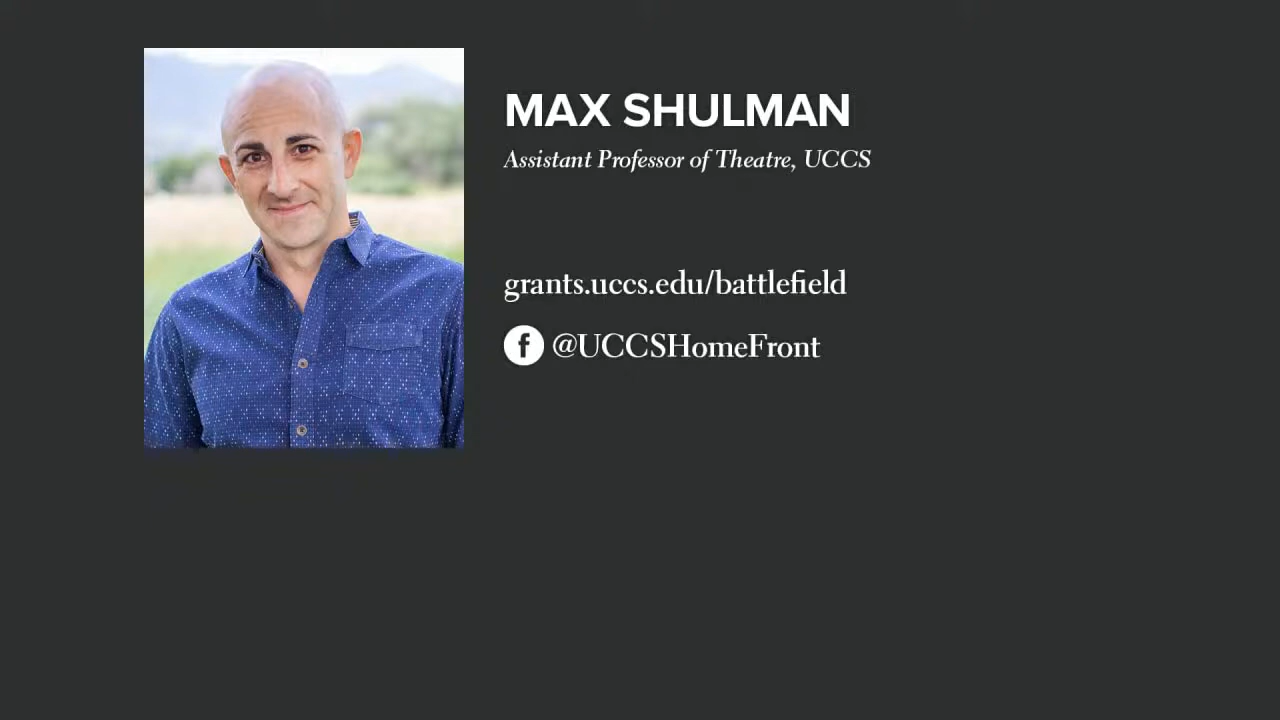 MAX SHULMAN
Assistant Professor of Theatre, UCCS
grants.uccs.edu/battlefield
@UCCSHomeFront